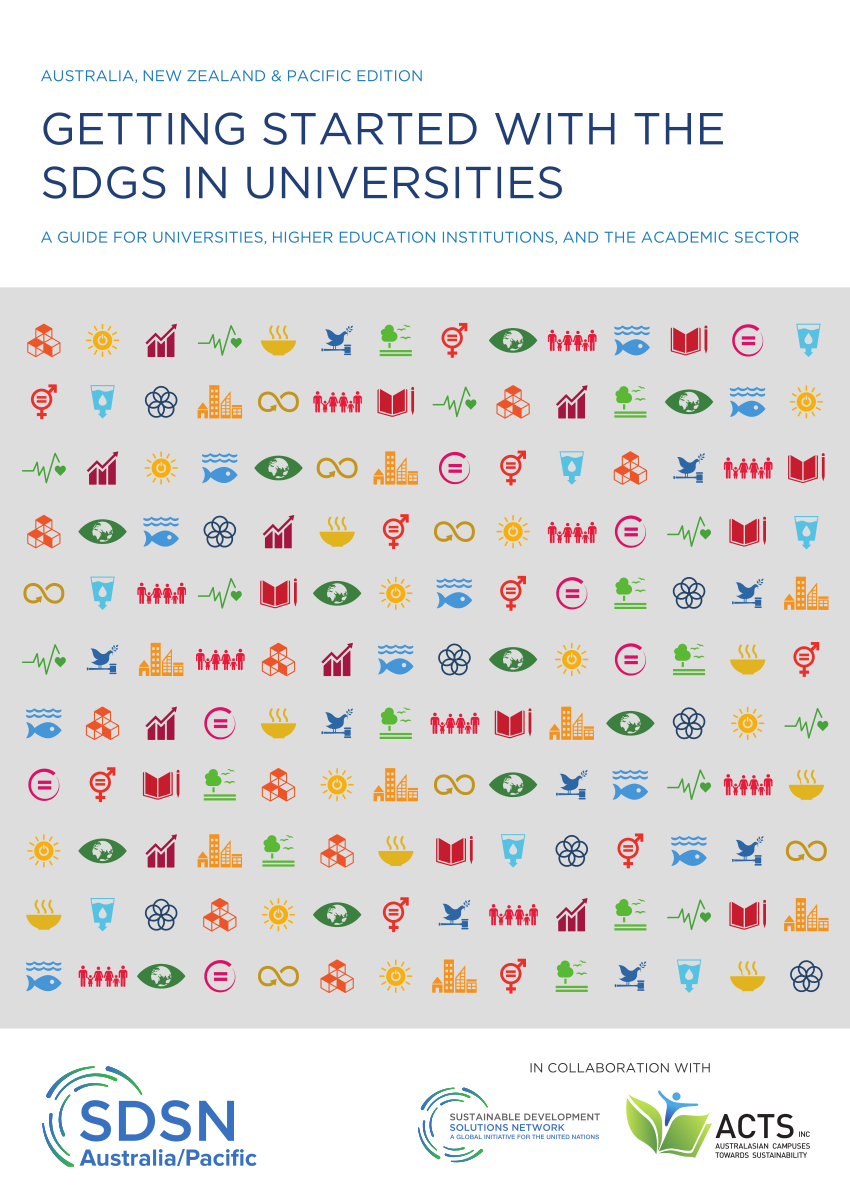 AUSTRALIA, NEW ZEALAND & PACIFIC EDITION
GETTING STARTED WITH THE
SDGS IN UNIVERSITIES
A GUIDE FOR UNIVERSITIES, HIGHER EDUCATION INSTITUTIONS, AND THE ACADEMIC SECTOR
IN COLLABORATION WITH
SDSN
Australia/Pacific
SUSTAINABLE DEVELOPMENT
SOLUTIONS NETWORK
A GLOBAL INITIATIVE FOR THE UNITED NATIONS
ACTS INC
AUSTRALASIAN CAMPUSES
TOWARDS SUSTAINABILITY